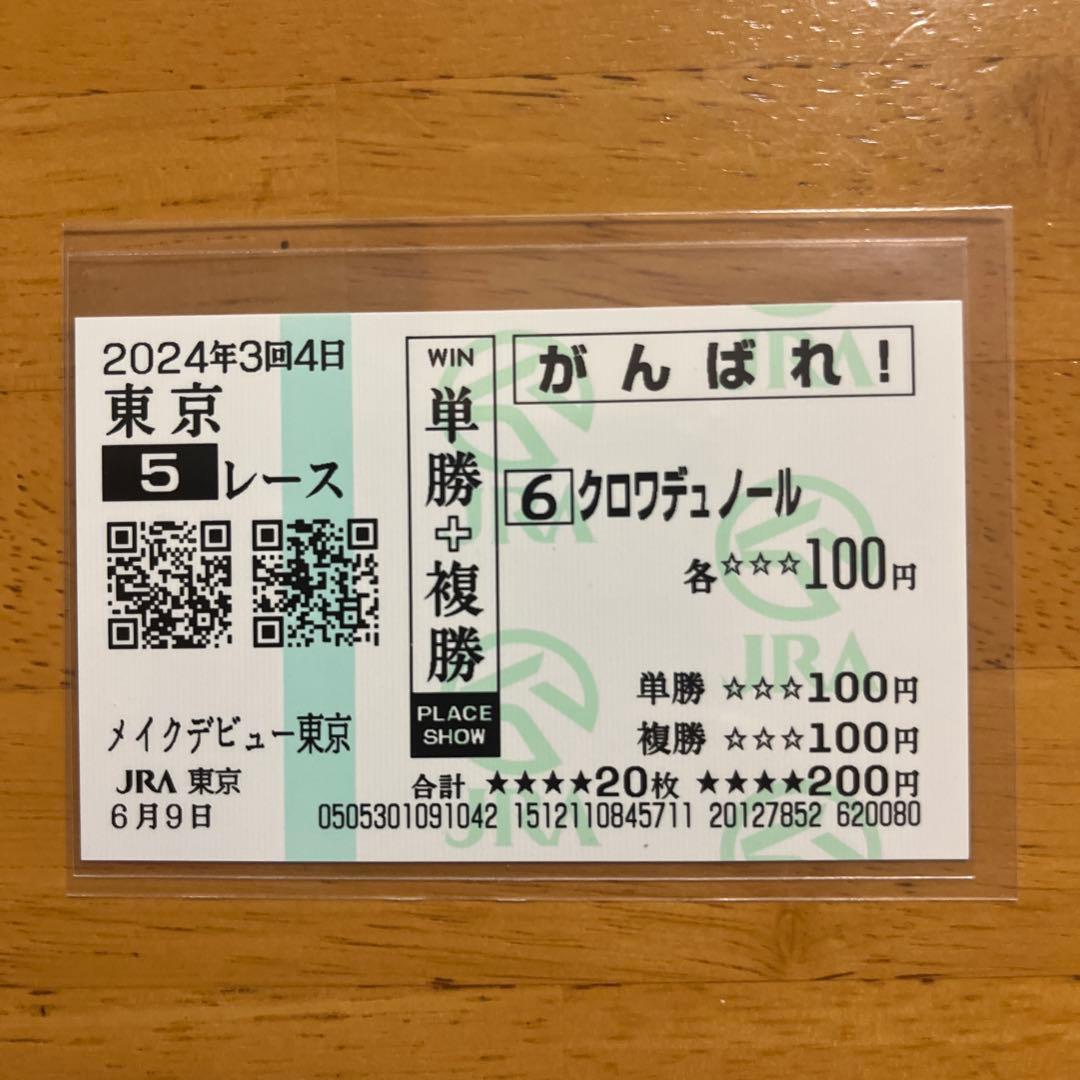 2024年3回4日
東京
5レース
メイクデビュー東京
JRA 東京
6月9日
WIN
単勝+複勝
PLACE
SHOW
がんばれ!
6 クロワデュノール
各☆☆☆100円
単勝 ☆☆☆100円
複勝 ☆☆☆100円
合計 ★★★★20枚 ★★★★200円
0505301091042 1512110845711 20127852 620080
JRA
JRA
JRA
JRA